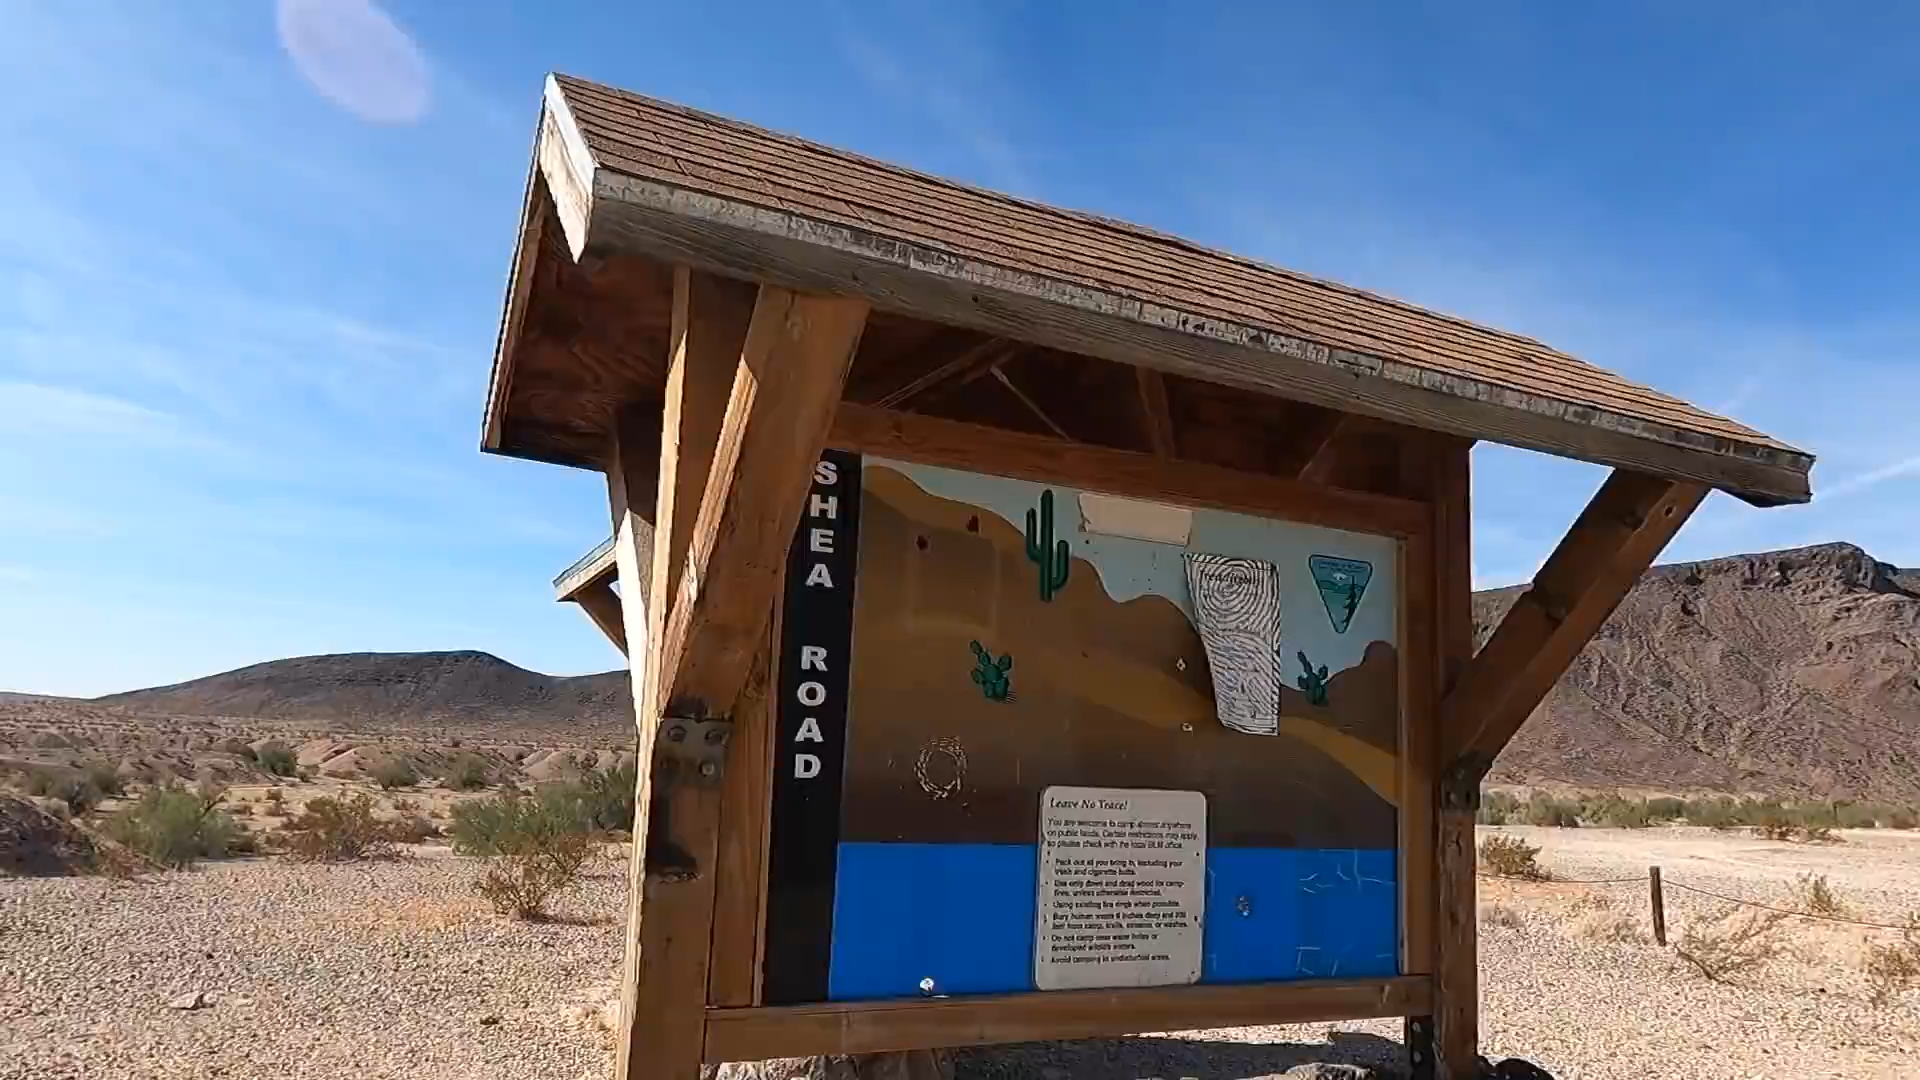 SHEA ROAD
Leave No Trace!
You are welcome to camp almost anywhere
on public lands. Certain restrictions may apply,
so please check with the local BLM office.
• Pack out all you bring in, including your
trash and cigarette butts.
• Use only down and dead wood for camp-
fires, unless otherwise restricted.
• Using existing fire rings when possible.
• Bury human waste 6 inches deep and 200
feet from camp, trails, streams, or washes.
• Do not camp near water holes or
developed wildlife waters.
• Avoid camping in undisturbed areas.